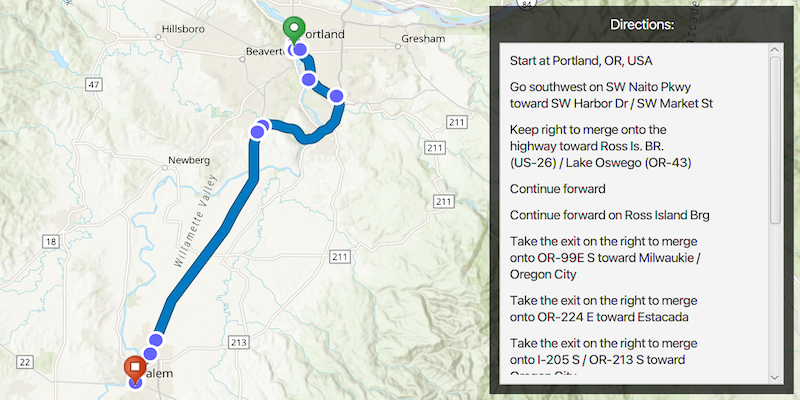 84
Hillsboro
ortland
Beavert
Gresham
47
211
211
Newberg
Willamette Valley
211
18
211
213
22
alem
Directions:
Start at Portland, OR, USA
Go southwest on SW Naito Pkwy
toward SW Harbor Dr / SW Market St
Keep right to merge onto the
highway toward Ross Is. BR.
(US-26) / Lake Oswego (OR-43)
Continue forward
Continue forward on Ross Island Brg
Take the exit on the right to merge
onto OR-99E S toward Milwaukie /
Oregon City
Take the exit on the right to merge
onto OR-224 E toward Estacada
Take the exit on the right to merge
onto I-205 S / OR-213 S toward
Oregon City